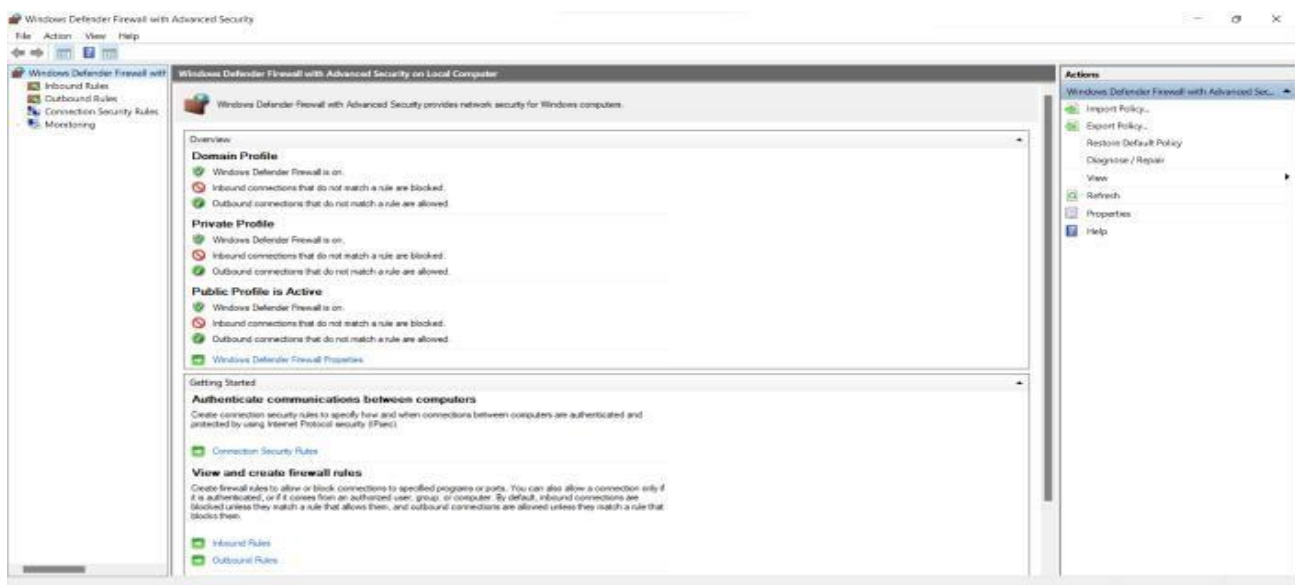 Windows Defender Firewall with Advanced Security
File Action View Help
Windows Defender Firewall with
Inbound Rules
Outbound Rules
Connection Security Rules
Monitoring
Windows Defender Firewall with Advanced Security on Local Computer
Windows Defender Firewall with Advanced Security provides network security for Windows computers.
Overview
Domain Profile
Windows Defender Firewall is on.
Inbound connections that do not match a rule are blocked.
Outbound connections that do not match a rule are allowed.
Private Profile
Windows Defender Firewall is on.
Inbound connections that do not match a rule are blocked.
Outbound connections that do not match a rule are allowed.
Public Profile is Active
Windows Defender Firewall is on.
Inbound connections that do not match a rule are blocked.
Outbound connections that do not match a rule are allowed.
Windows Defender Firewall Properties
Getting Started
Authenticate communications between computers
Create connection security rules to specify how and when connections between computers are authenticated and
protected by using Internet Protocol security (IPsec).
Connection Security Rules
View and create firewall rules
Create firewall rules to allow or block connections to specified programs or ports. You can also allow a connection only if
it is authenticated, or if it comes from an authorized user, group, or computer. By default, inbound connections are
blocked unless they match a rule that allows them, and outbound connections are allowed unless they match a rule that
blocks them.
Inbound Rules
Outbound Rules
Actions
Windows Defender Firewall with Advanced Sec...
Import Policy...
Export Policy...
Restore Default Policy
Diagnose / Repair
View
Refresh
Properties
Help